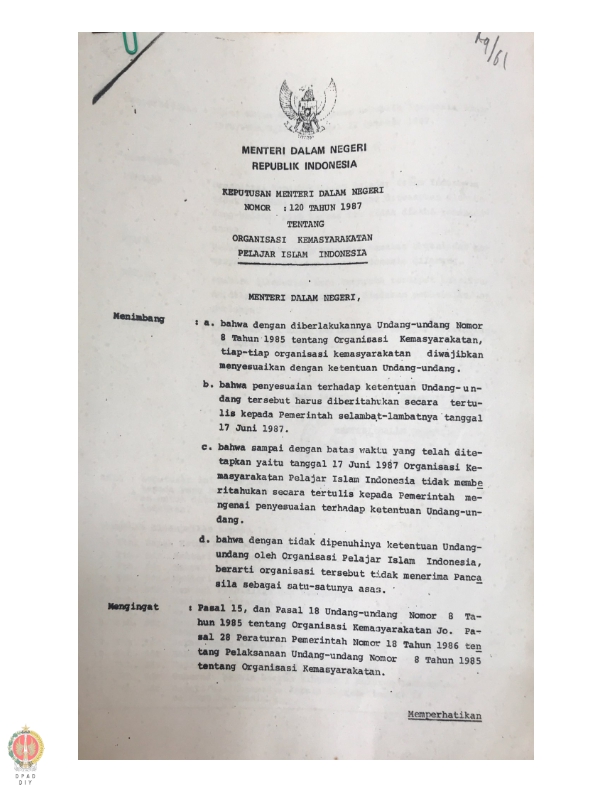 19/61
MENTERI DALAM NEGERI
REPUBLIK INDONESIA
KEPUTUSAN MENTERI DALAM NEGERI
NOMOR : 120 TAHUN 1987
TENTANG
ORGANISASI KEMASYARAKATAN
PELAJAR ISLAM INDONESIA
MENTERI DALAM NEGERI,
Menimbang : a. bahwa dengan diberlakukannya Undang-undang Nomor
8 Tahun 1985 tentang Organisasi Kemasyarakatan,
tiap-tiap organisasi kemasyarakatan diwajibkan
menyesuaikan dengan ketentuan Undang-undang.
b. bahwa penyesuaian terhadap ketentuan Undang-un-
dang tersebut harus diberitahukan secara tertu-
lis kepada Pemerintah selambat-lambatnya tanggal
17 Juni 1987.
c. bahwa sampai dengan batas waktu yang telah dite-
tapkan yaitu tanggal 17 Juni 1987 Organisasi Ke-
masyarakatan Pelajar Islam Indonesia tidak membe
ritahukan secara tertulis kepada Pemerintah me-
ngenai penyesuaian terhadap ketentuan Undang-un-
dang.
d. bahwa dengan tidak dipenuhinya ketentuan Undang-
undang oleh Organisasi Pelajar Islam Indonesia,
berarti organisasi tersebut tidak menerima Panca
sila sebagai satu-satunya asas.
Mengingat : Pasal 15, dan Pasal 18 Undang-undang Nomor 8 Ta-
hun 1985 tentang Organisasi Kemasyarakatan Jo. Pa-
sal 28 Peraturan Pemerintah Nomor 18 Tahun 1986 ten
tang Pelaksanaan Undang-undang Nomor 8 Tahun 1985
tentang Organisasi Kemasyarakatan.
Memperhatikan
DPAD
DIY